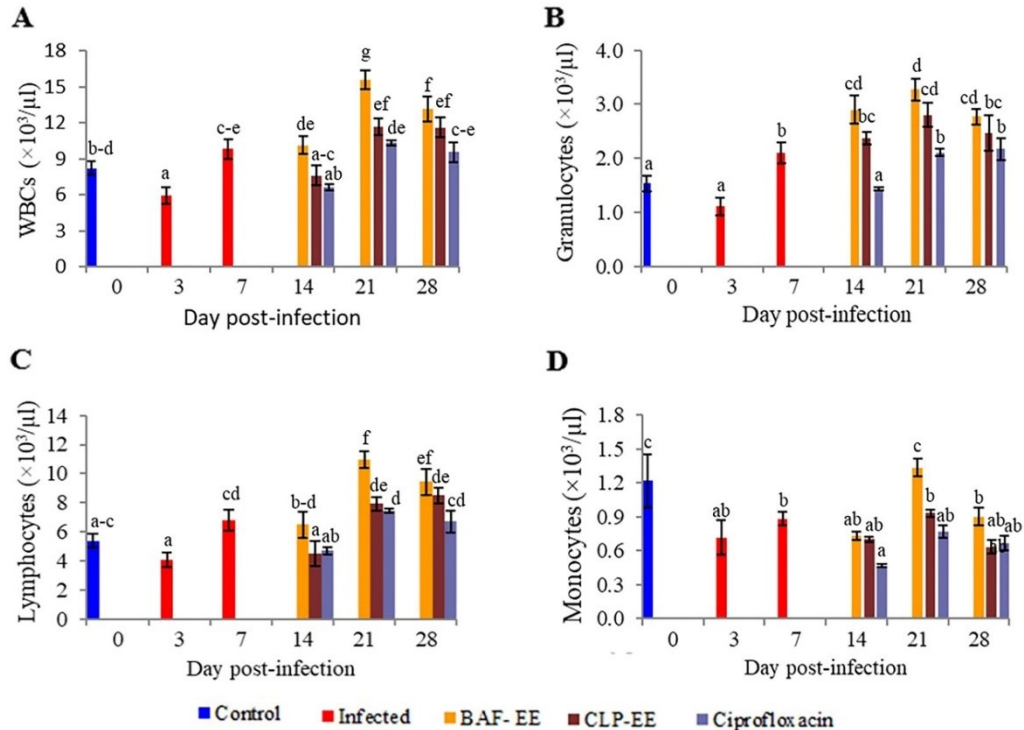 A
WBCs (×10³/µl)
18
15
12
9
6
3
0
b-d
a
c-e
de
a-c
ab
g
ef
de
f
ef
c-e
0 3 7 14 21 28
Day post-infection
B
Granulocytes (×10³/µl)
4.0
3.0
2.0
1.0
0.0
a
a
b
cd
bc
a
d
cd
b
cd
bc
b
0 3 7 14 21 28
Day post-infection
C
Lymphocytes (×10³/µl)
14
12
10
8
6
4
2
0
a-c
a
cd
b-d
a
ab
f
de
d
ef
de
cd
0 3 7 14 21 28
Day post-infection
D
Monocytes (×10³/µl)
1.8
1.5
1.2
0.9
0.6
0.3
0.0
c
ab
b
ab
ab
a
c
b
ab
b
ab
ab
0 3 7 14 21 28
Day post-infection
Control Infected BAF- EE CLP-EE Ciprofloxacin